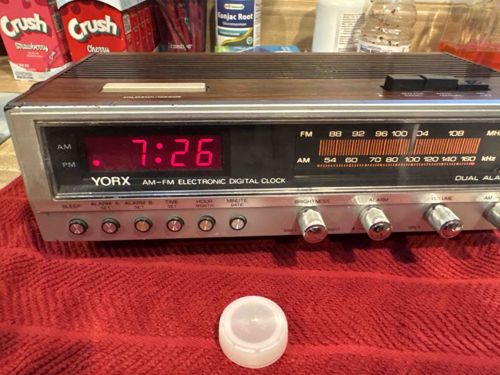 Crush
Crush
Strawberry
Cherry
Konjac Root
FM 88 92 96 100 104 108 MHz
AM 54 60 70 80 100 120 140 160 kHz
AM
PM
7:26
YORX AM-FM ELECTRONIC DIGITAL CLOCK
DUAL ALA
SLEEP ALARM A SET ALARM B SET TIME SET HOUR MONTH MINUTE DATE
BRIGHTNESS ALARM VOLUME AM